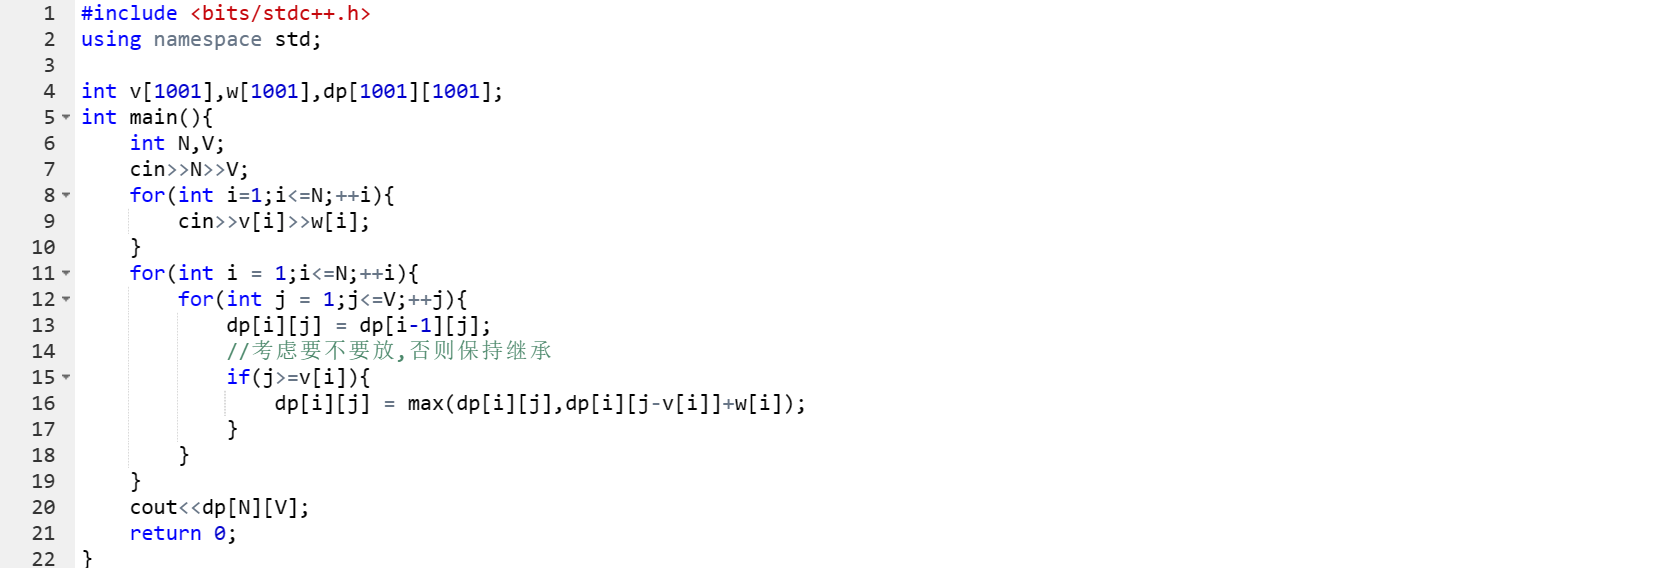 1 #include <bits/stdc++.h>
2 using namespace std;
3
4 int v[1001],w[1001],dp[1001][1001];
5 int main(){
6     int N,V;
7     cin>>N>>V;
8     for(int i=1;i<=N;++i){
9         cin>>v[i]>>w[i];
10     }
11     for(int i = 1;i<=N;++i){
12         for(int j = 1;j<=V;++j){
13             dp[i][j] = dp[i-1][j];
14             //考虑要不要放,否则保持继承
15             if(j>=v[i]){
16                 dp[i][j] = max(dp[i][j],dp[i][j-v[i]]+w[i]);
17             }
18         }
19     }
20     cout<<dp[N][V];
21     return 0;
22 }